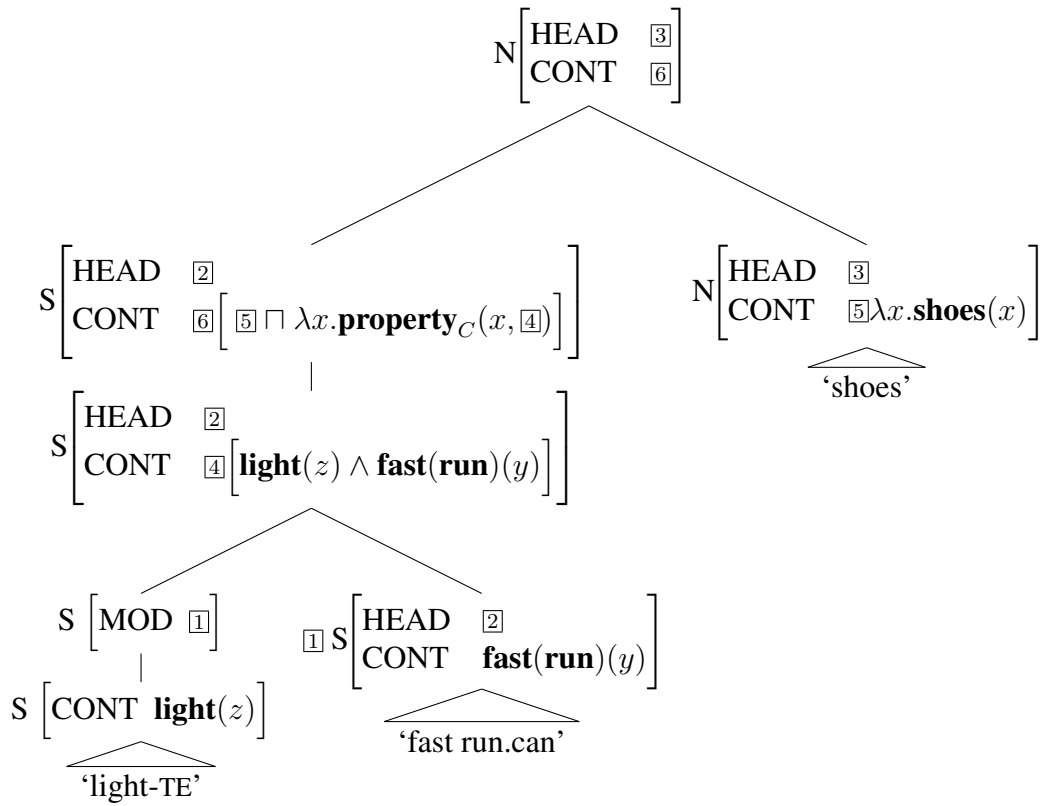 N[HEAD 3
CONT 6]
S[HEAD 2
CONT 6[5 ⊓ λx.property_C(x, 4)]]
N[HEAD 3
CONT 5λx.shoes(x)]
‘shoes’
S[HEAD 2
CONT 4[light(z) ∧ fast(run)(y)]]
S [MOD 1]
1 S[HEAD 2
CONT fast(run)(y)]
S [CONT light(z)]
‘fast run.can’
‘light-TE’